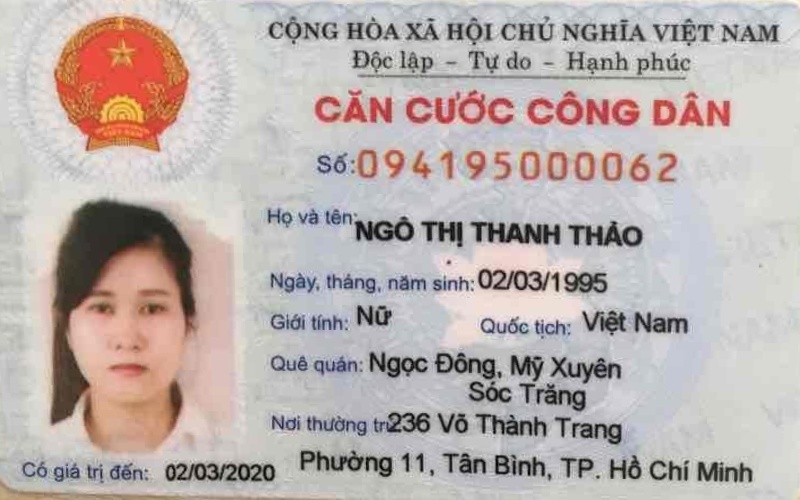 CỘNG HÒA XÃ HỘI CHỦ NGHĨA VIỆT NAM
Độc lập - Tự do - Hạnh phúc
CĂN CƯỚC CÔNG DÂN
Số: 094195000062
Họ và tên: NGÔ THỊ THANH THẢO
Ngày, tháng, năm sinh: 02/03/1995
Giới tính: Nữ Quốc tịch: Việt Nam
Quê quán: Ngọc Đông, Mỹ Xuyên
Sóc Trăng
Nơi thường trú 236 Võ Thành Trang
Phường 11, Tân Bình, TP. Hồ Chí Minh
Có giá trị đến: 02/03/2020